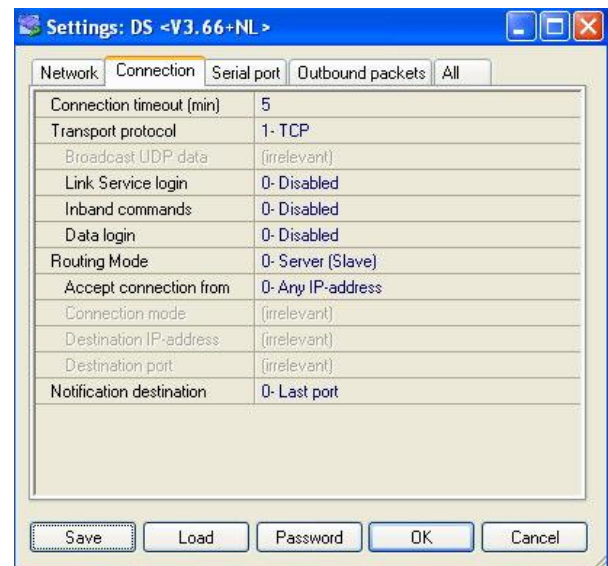 Settings: DS <V3.66+NL>
Network Connection Serial port Outbound packets All
Connection timeout (min) 5
Transport protocol 1- TCP
Broadcast UDP data (irrelevant)
Link Service login 0- Disabled
Inband commands 0- Disabled
Data login 0- Disabled
Routing Mode 0- Server (Slave)
Accept connection from 0- Any IP-address
Connection mode (irrelevant)
Destination IP-address (irrelevant)
Destination port (irrelevant)
Notification destination 0- Last port
Save Load Password OK Cancel